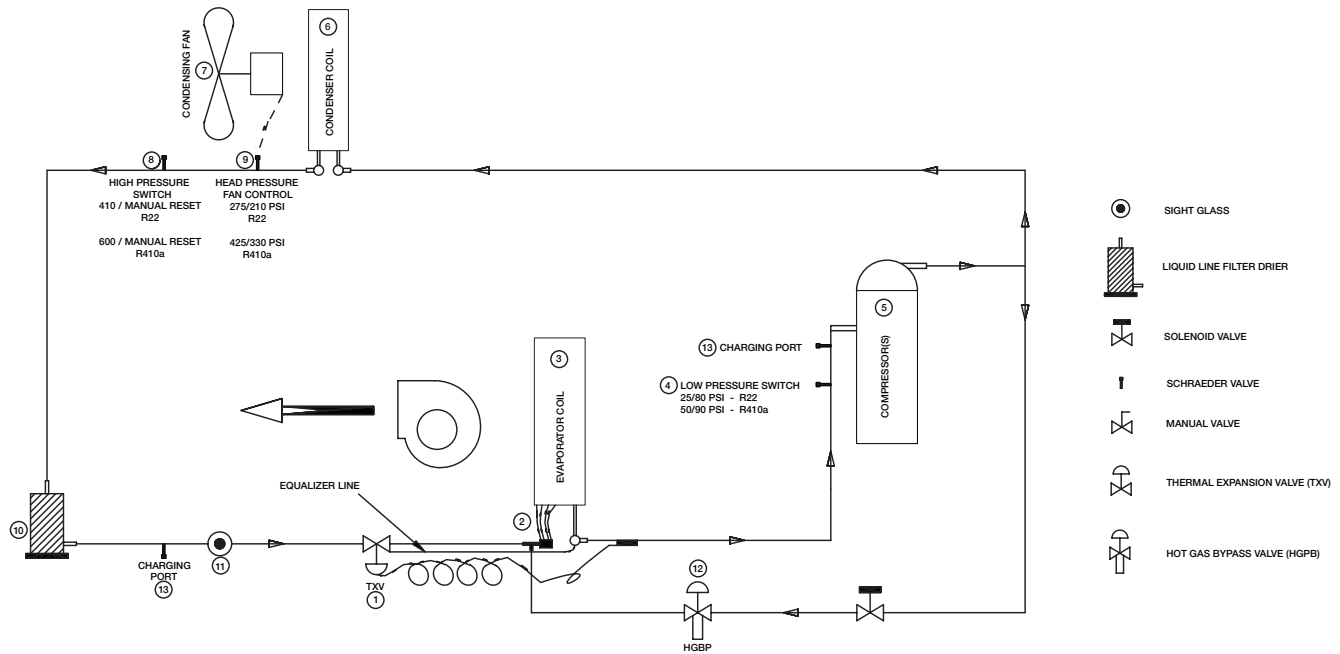 6
CONDENSER COIL
CONDENSING FAN
7
8
HIGH PRESSURE
SWITCH
410 / MANUAL RESET
R22
600 / MANUAL RESET
R410a
9
HEAD PRESSURE
FAN CONTROL
275/210 PSI
R22
425/330 PSI
R410a
3
EVAPORATOR COIL
13 CHARGING PORT
4 LOW PRESSURE SWITCH
25/80 PSI - R22
50/90 PSI - R410a
5
COMPRESSOR(S)
EQUALIZER LINE
2
10
CHARGING
PORT
13
11
TXV
1
12
HGBP
SIGHT GLASS
LIQUID LINE FILTER DRIER
SOLENOID VALVE
SCHRAEDER VALVE
MANUAL VALVE
THERMAL EXPANSION VALVE (TXV)
HOT GAS BYPASS VALVE (HGPB)